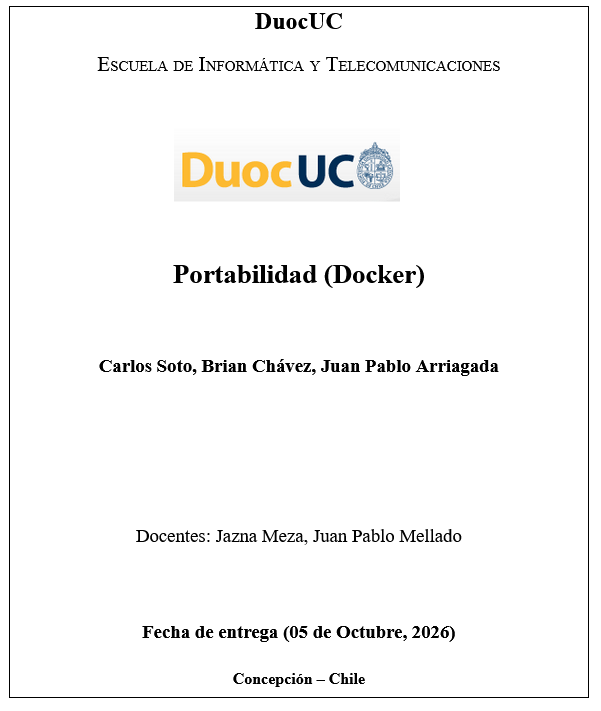 DuocUC
ESCUELA DE INFORMÁTICA Y TELECOMUNICACIONES
DuocUC
Portabilidad (Docker)
Carlos Soto, Brian Chávez, Juan Pablo Arriagada
Docentes: Jazna Meza, Juan Pablo Mellado
Fecha de entrega (05 de Octubre, 2026)
Concepción – Chile